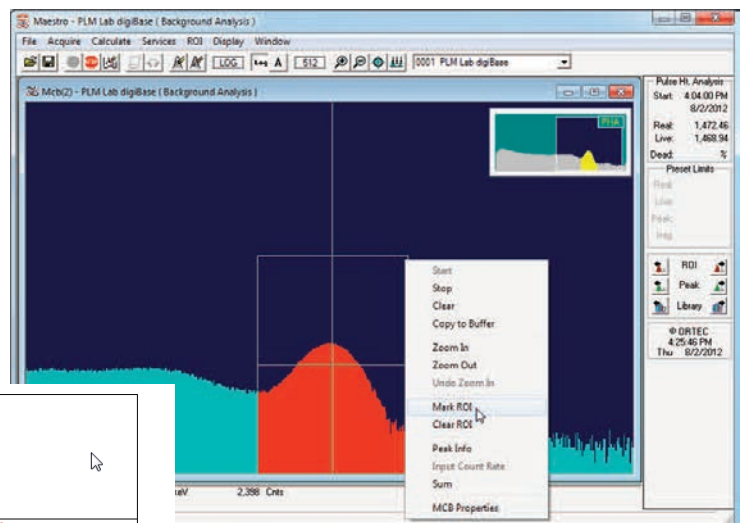 Maestro - PLM Lab digiBase ( Background Analysis )
File Acquire Calculate Services ROI Display Window
LOG A 512 0001 PLM Lab digiBase
Mcb(2) - PLM Lab digiBase ( Background Analysis )
PHA
Pulse Ht. Analysis
Start: 4:04:00 PM
8/2/2012
Real: 1,472.46
Live: 1,468.94
Dead: %
Preset Limits
Real:
Live:
Peak:
ROI
Peak
Library
© ORTEC
4:25:46 PM
Thu 8/2/2012
Start
Stop
Clear
Copy to Buffer
Zoom In
Zoom Out
Undo Zoom In
Mark ROI
Clear ROI
Peak Info
Input Count Rate
Sum
MCB Properties
2,398 Cnts